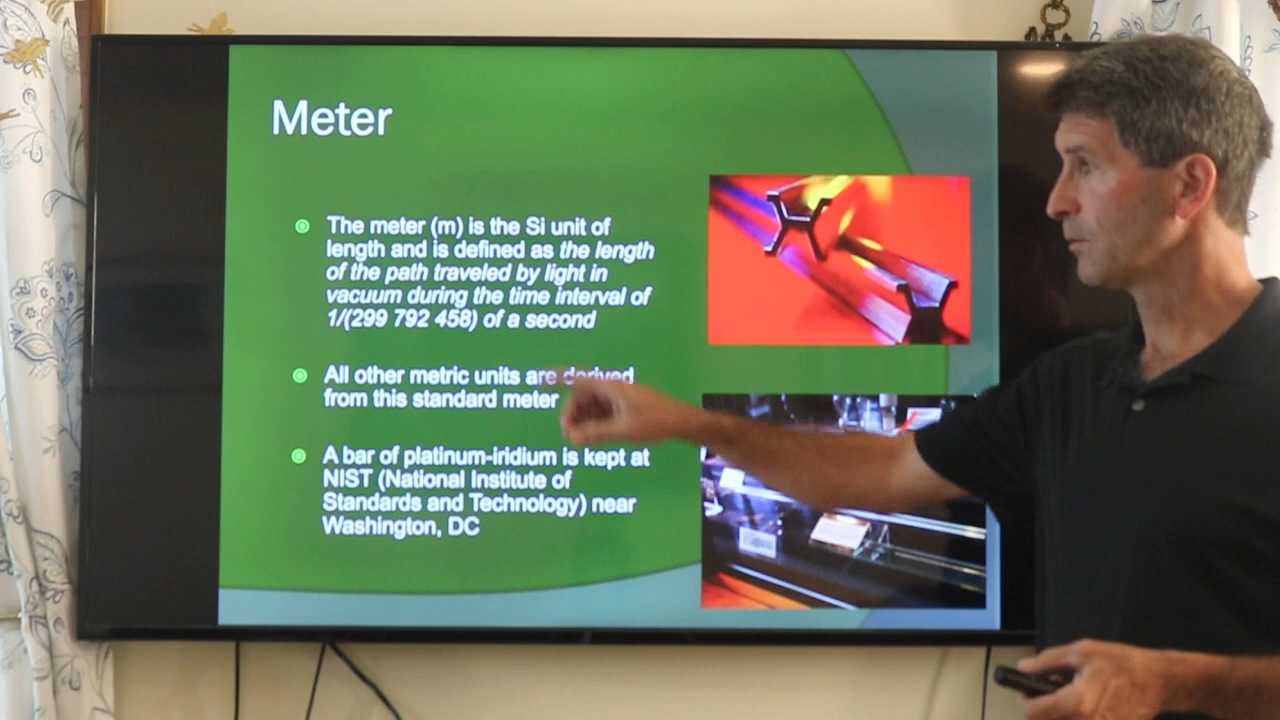 Meter
The meter (m) is the Si unit of
length and is defined as the length
of the path traveled by light in
vacuum during the time interval of
1/(299 792 458) of a second
All other metric units are derived
from this standard meter
A bar of platinum-iridium is kept at
NIST (National Institute of
Standards and Technology) near
Washington, DC